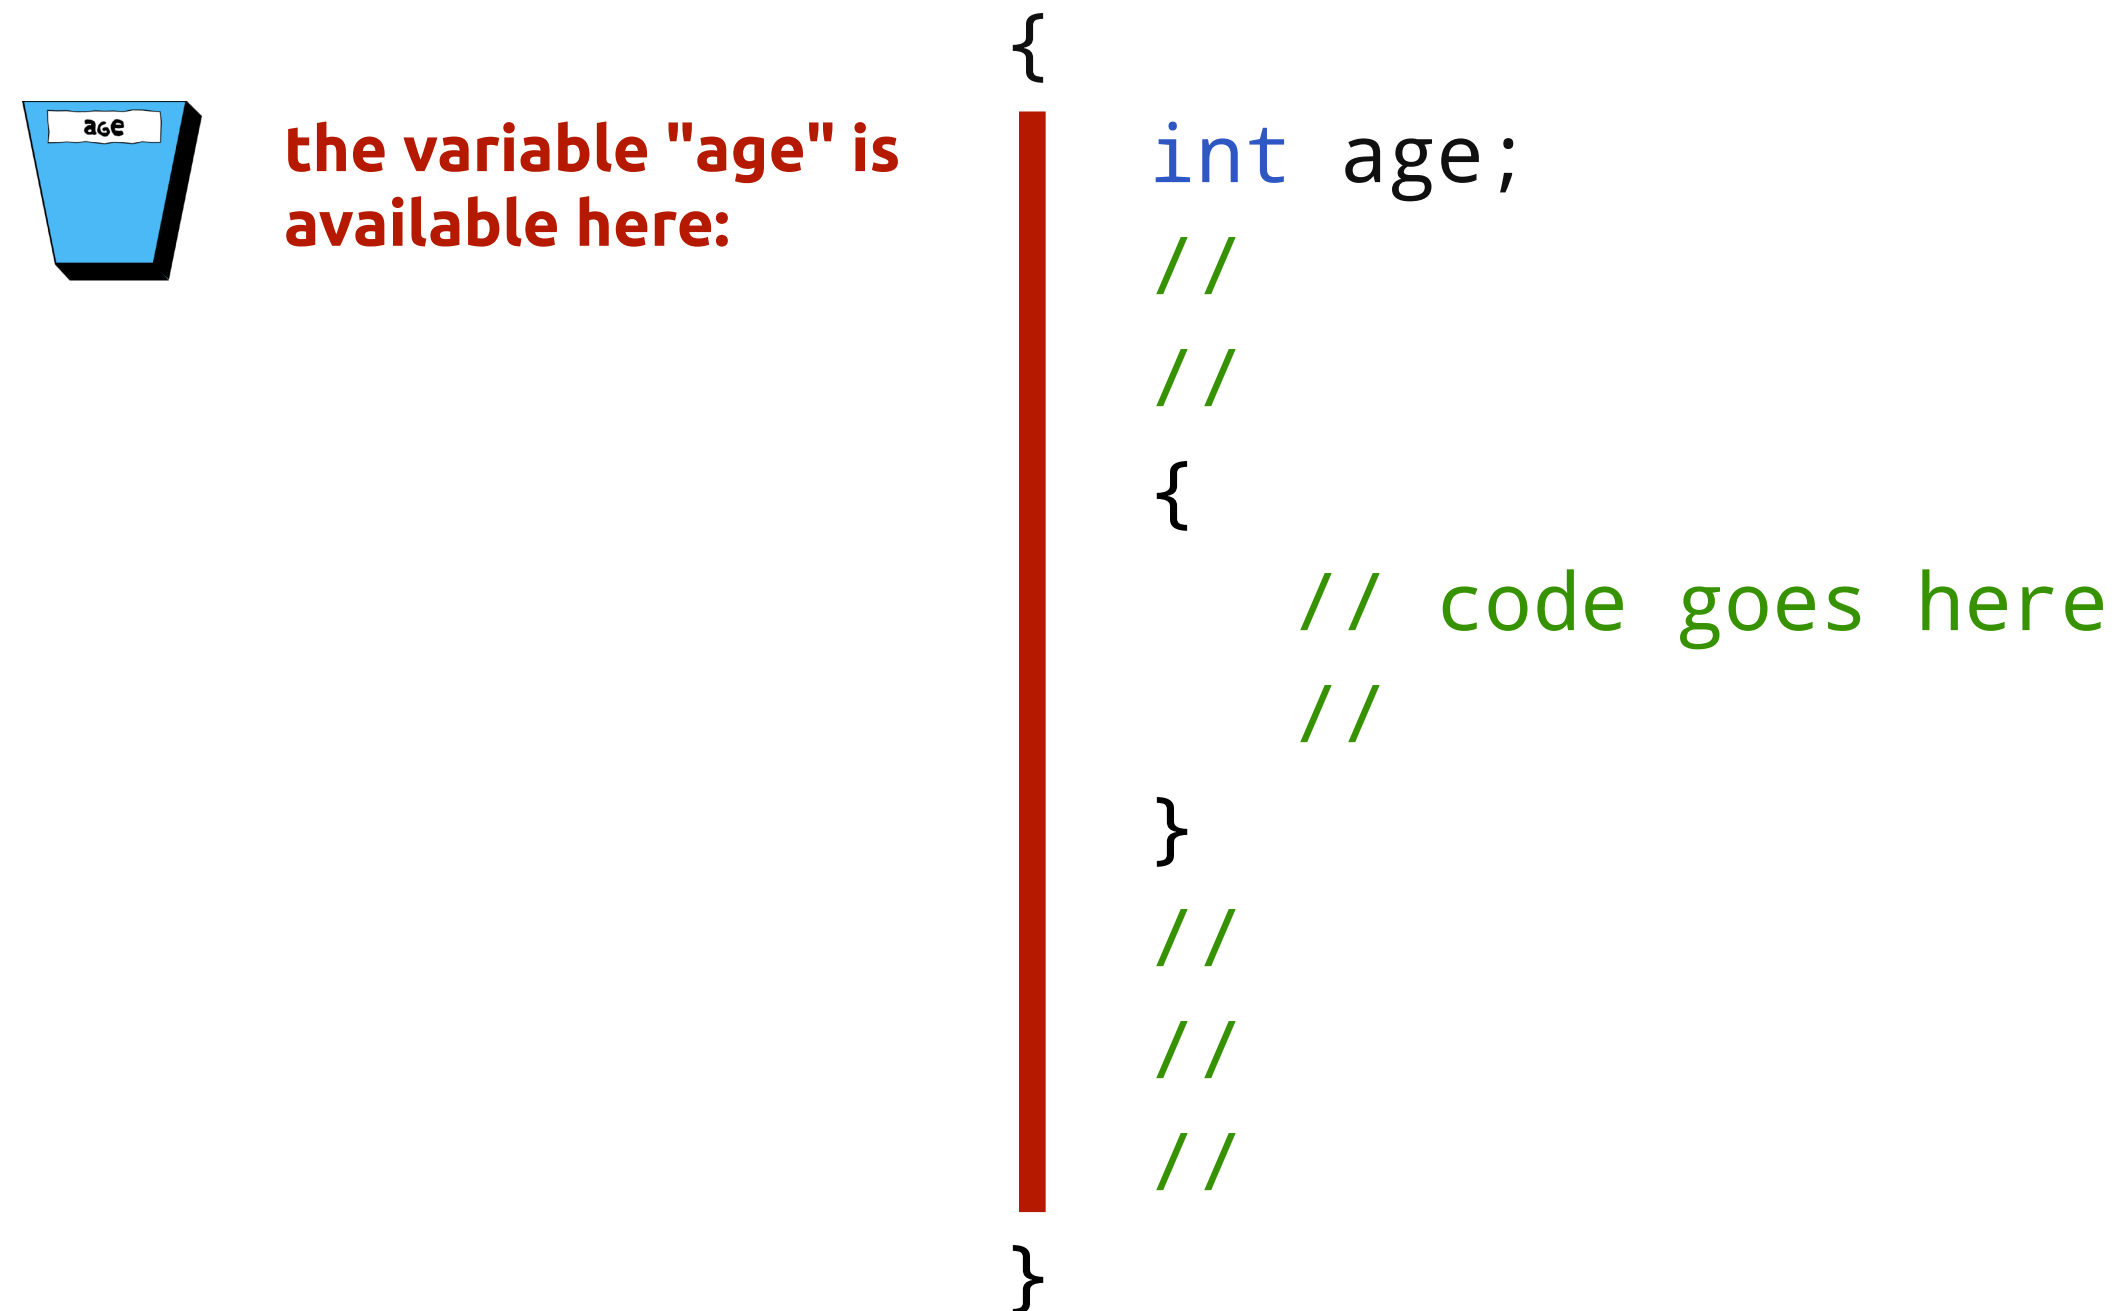 {
age
the variable "age" is
available here:
int age;
//
//
{
// code goes here
//
}
//
//
//
}